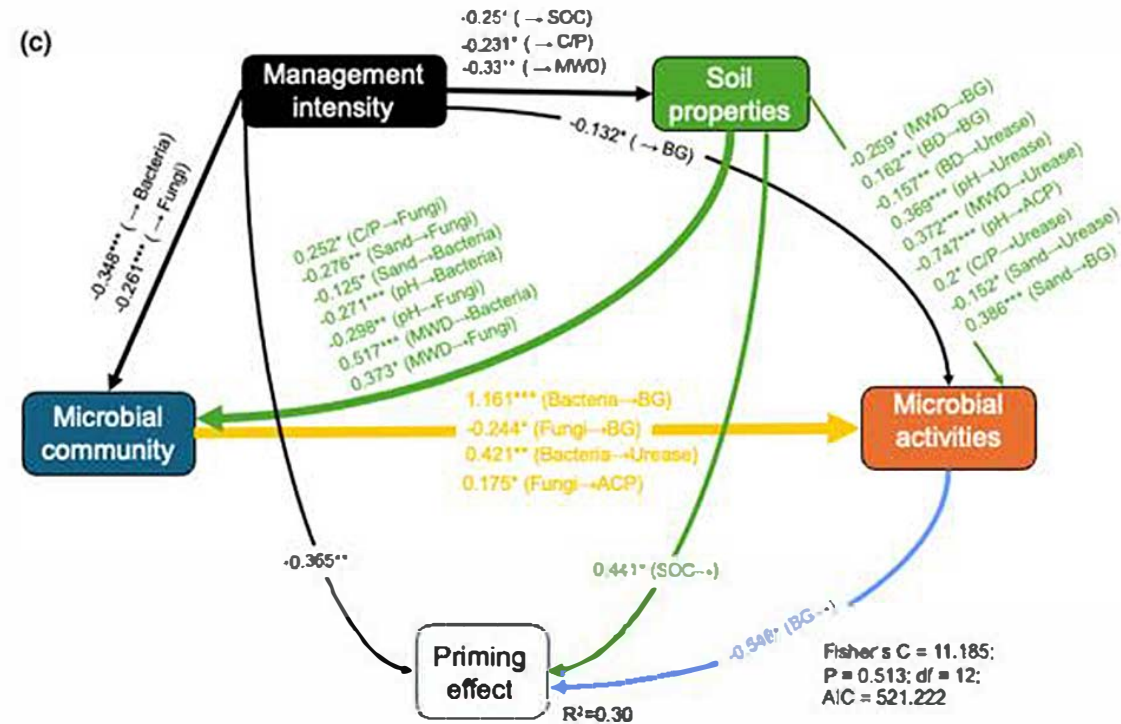 (c)
-0.25* (→SOC)
-0.231* (→C/P)
-0.33** (→MWD)
Management
intensity
Soil
properties
-0.132* (→BG)
-0.259* (MWD→BG)
0.162** (BD→BG)
-0.157** (BD→Urease)
0.369*** (pH→Urease)
0.372*** (MWD→Urease)
-0.747*** (pH→ACP)
0.2* (C/P→Urease)
-0.152* (Sand→Urease)
0.386*** (Sand→BG)
-0.348*** (→Bacteria)
-0.261*** (→Fungi)
0.252* (C/P→Fungi)
-0.276** (Sand→Fungi)
-0.125* (Sand→Bacteria)
-0.271*** (pH→Bacteria)
-0.298** (pH→Fungi)
0.517*** (MWD→Bacteria)
0.373* (MWD→Fungi)
Microbial
community
1.161*** (Bacteria→BG)
-0.244* (Fungi→BG)
0.421** (Bacteria→Urease)
0.175* (Fungi→ACP)
Microbial
activities
-0.365**
0.441* (SOC→)
-0.546* (BG→)
Priming
effect
R²=0.30
Fisher's C = 11.185;
P = 0.513; df = 12;
AIC = 521.222